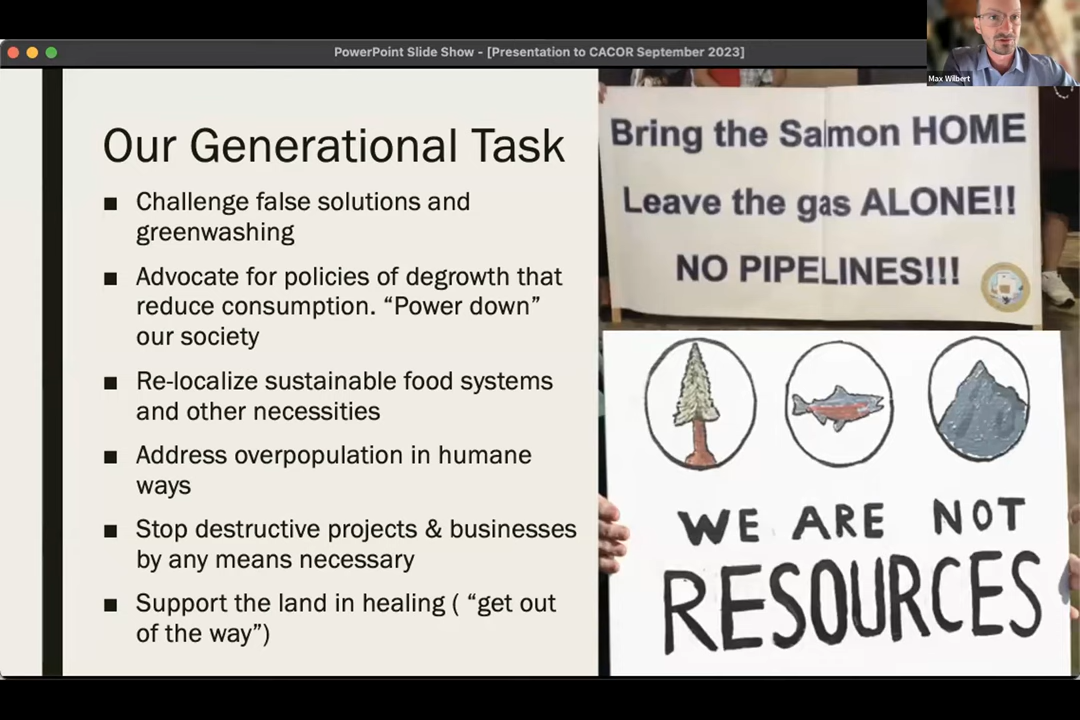 PowerPoint Slide Show - [Presentation to CACOR September 2023]
Max Wilbert
Our Generational Task
■ Challenge false solutions and
greenwashing
■ Advocate for policies of degrowth that
reduce consumption. “Power down”
our society
■ Re-localize sustainable food systems
and other necessities
■ Address overpopulation in humane
ways
■ Stop destructive projects & businesses
by any means necessary
■ Support the land in healing ( “get out
of the way”)
Bring the Salmon HOME
Leave the gas ALONE!!
NO PIPELINES!!!
WE ARE NOT
RESOURCES